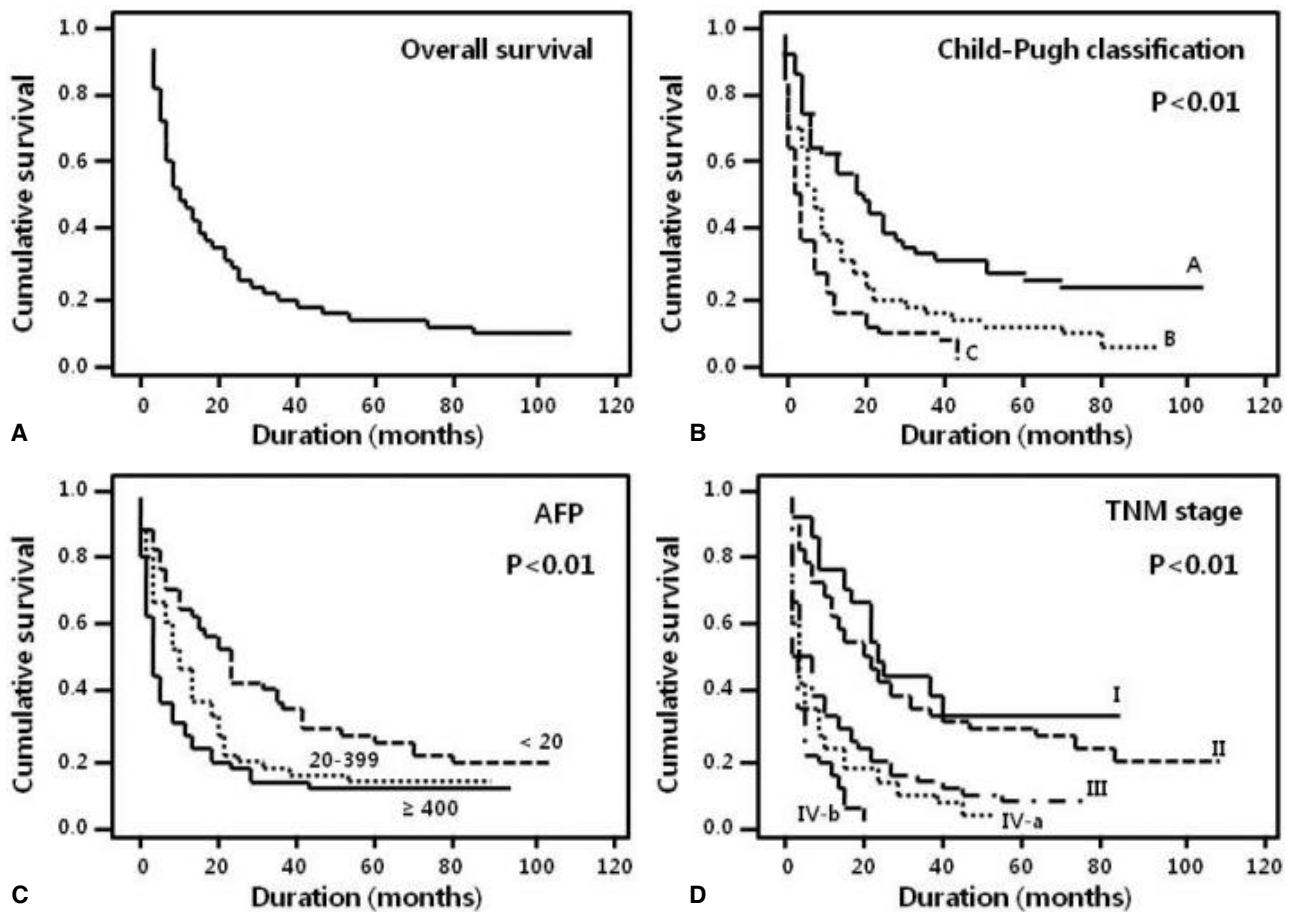 Overall survival
Cumulative survival
1.0
0.8
0.6
0.4
0.2
0.0
0 20 40 60 80 100 120
Duration (months)
A
Child-Pugh classification
P<0.01
Cumulative survival
1.0
0.8
0.6
0.4
0.2
0.0
A
B
C
0 20 40 60 80 100 120
Duration (months)
B
AFP
P<0.01
Cumulative survival
1.0
0.8
0.6
0.4
0.2
0.0
< 20
20-399
≥ 400
0 20 40 60 80 100 120
Duration (months)
C
TNM stage
P<0.01
Cumulative survival
1.0
0.8
0.6
0.4
0.2
0.0
I
II
III
IV-b
IV-a
0 20 40 60 80 100 120
Duration (months)
D